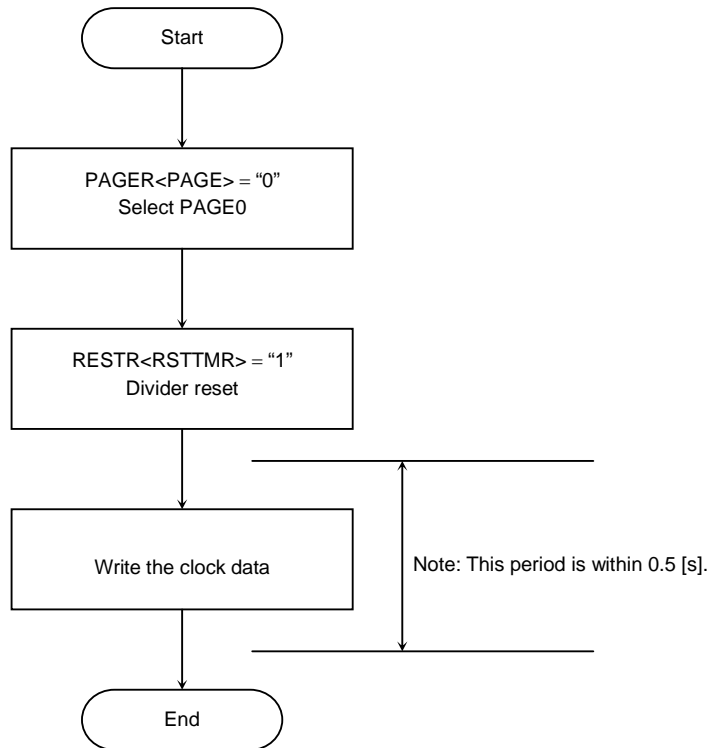 Start
PAGER<PAGE> = “0”
Select PAGE0
RESTR<RSTTMR> = “1”
Divider reset
Write the clock data
Note: This period is within 0.5 [s].
End